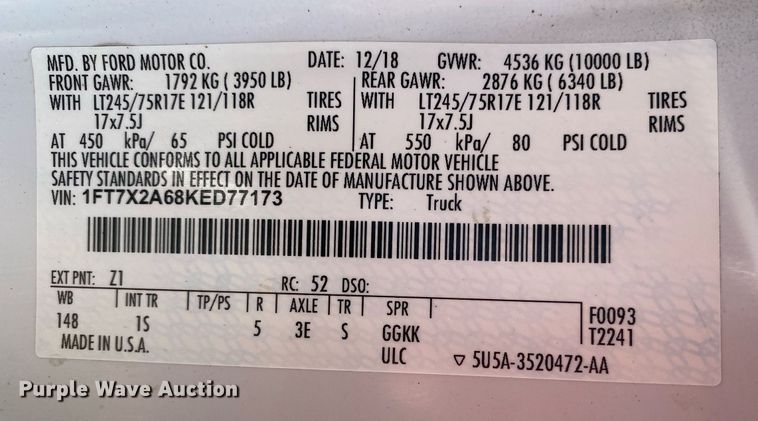 MFD. BY FORD MOTOR CO. DATE: 12/18 GVWR: 4536 KG (10000 LB)
FRONT GAWR: 1792 KG ( 3950 LB) REAR GAWR: 2876 KG ( 6340 LB)
WITH LT245/75R17E 121/118R TIRES WITH LT245/75R17E 121/118R TIRES
17x7.5J RIMS 17x7.5J RIMS
AT 450 kPa/ 65 PSI COLD AT 550 kPa/ 80 PSI COLD
THIS VEHICLE CONFORMS TO ALL APPLICABLE FEDERAL MOTOR VEHICLE
SAFETY STANDARDS IN EFFECT ON THE DATE OF MANUFACTURE SHOWN ABOVE.
VIN: 1FT7X2A68KED77173 TYPE: Truck
EXT PNT: Z1 RC: 52 DSO:
WB INT TR TP/PS R AXLE TR SPR F0093
148 1S 5 3E S GGKK T2241
MADE IN U.S.A. ULC ▽ 5U5A-3520472-AA
Purple Wave Auction